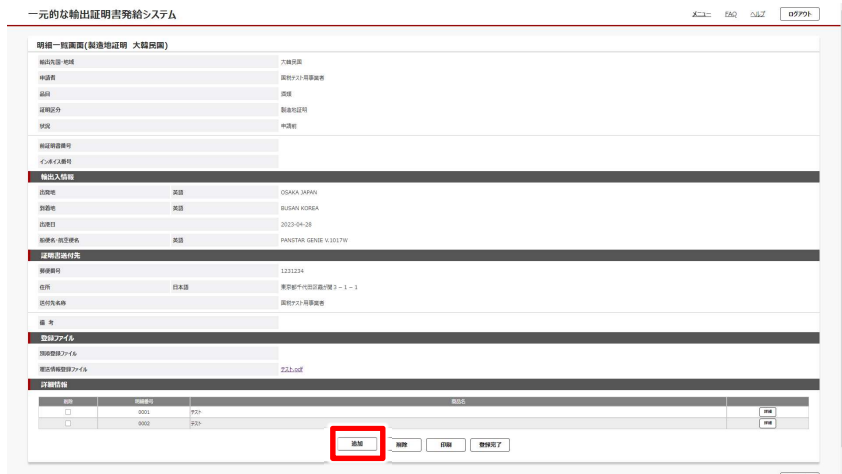 一元的な輸出証明書発給システム
メニュー FAQ ヘルプ ログアウト
明細一覧画面(製造地証明 大韓民国)
輸出先国・地域 大韓民国
申請者 国税テスト用事業者
品目 酒類
証明区分 製造地証明
状況 申請前
前証明書番号
インボイス番号
輸出入情報
出発地 英語 OSAKA JAPAN
到着地 英語 BUSAN KOREA
出港日 2023-04-28
船便名・航空便名 英語 PANSTAR GENIE V.1017W
証明書送付先
郵便番号 1231234
住所 日本語 東京都千代田区霞が関3-1-1
送付先名称 国税テスト用事業者
備 考
登録ファイル
別除登録ファイル
運送情報登録ファイル テスト.pdf
詳細情報
削除 明細番号 商品名
0001 テスト 詳細
0002 テスト 詳細
追加 削除 印刷 登録完了